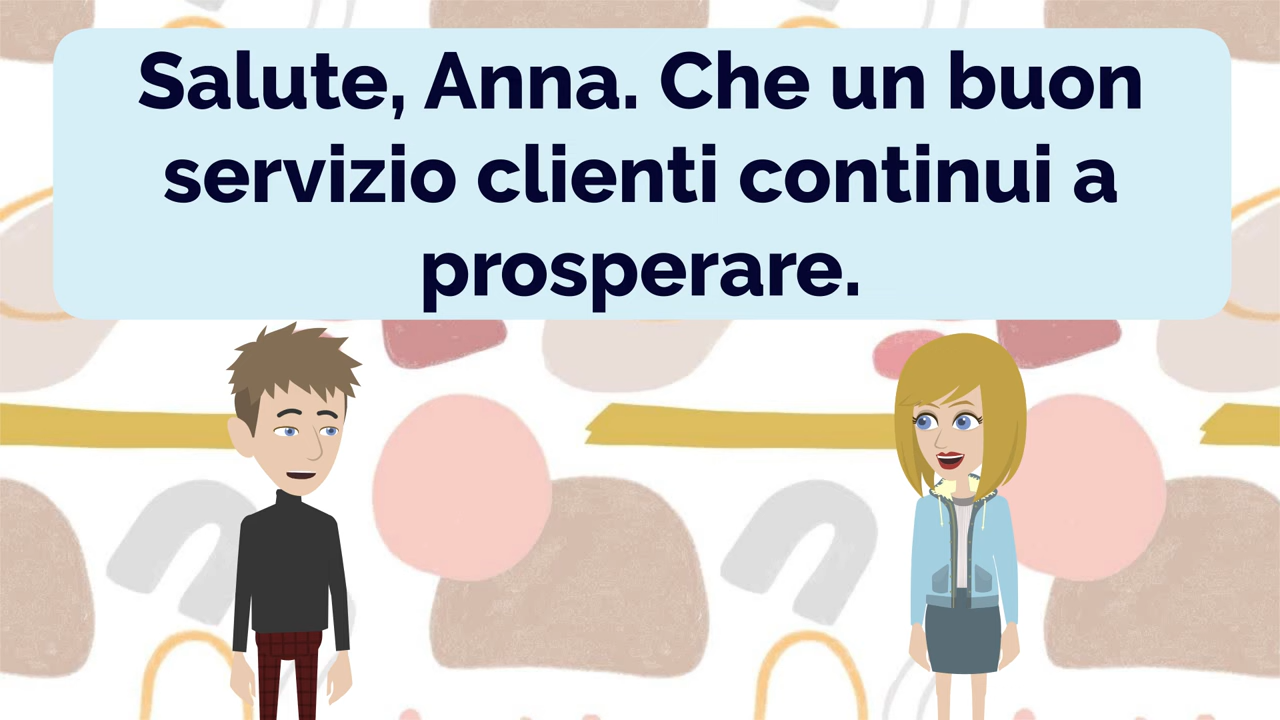 Salute, Anna. Che un buon
servizio clienti continui a
prosperare.